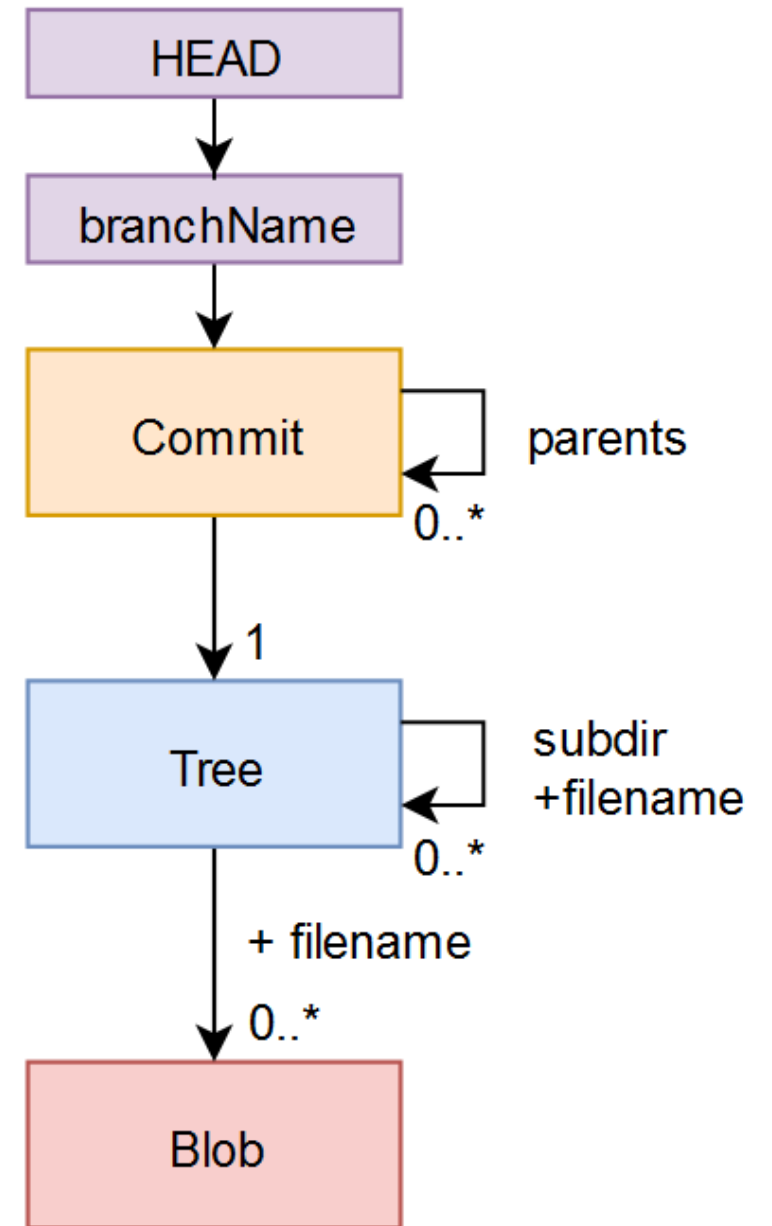 HEAD
branchName
Commit
parents
0..*
1
Tree
subdir
+filename
0..*
+ filename
0..*
Blob